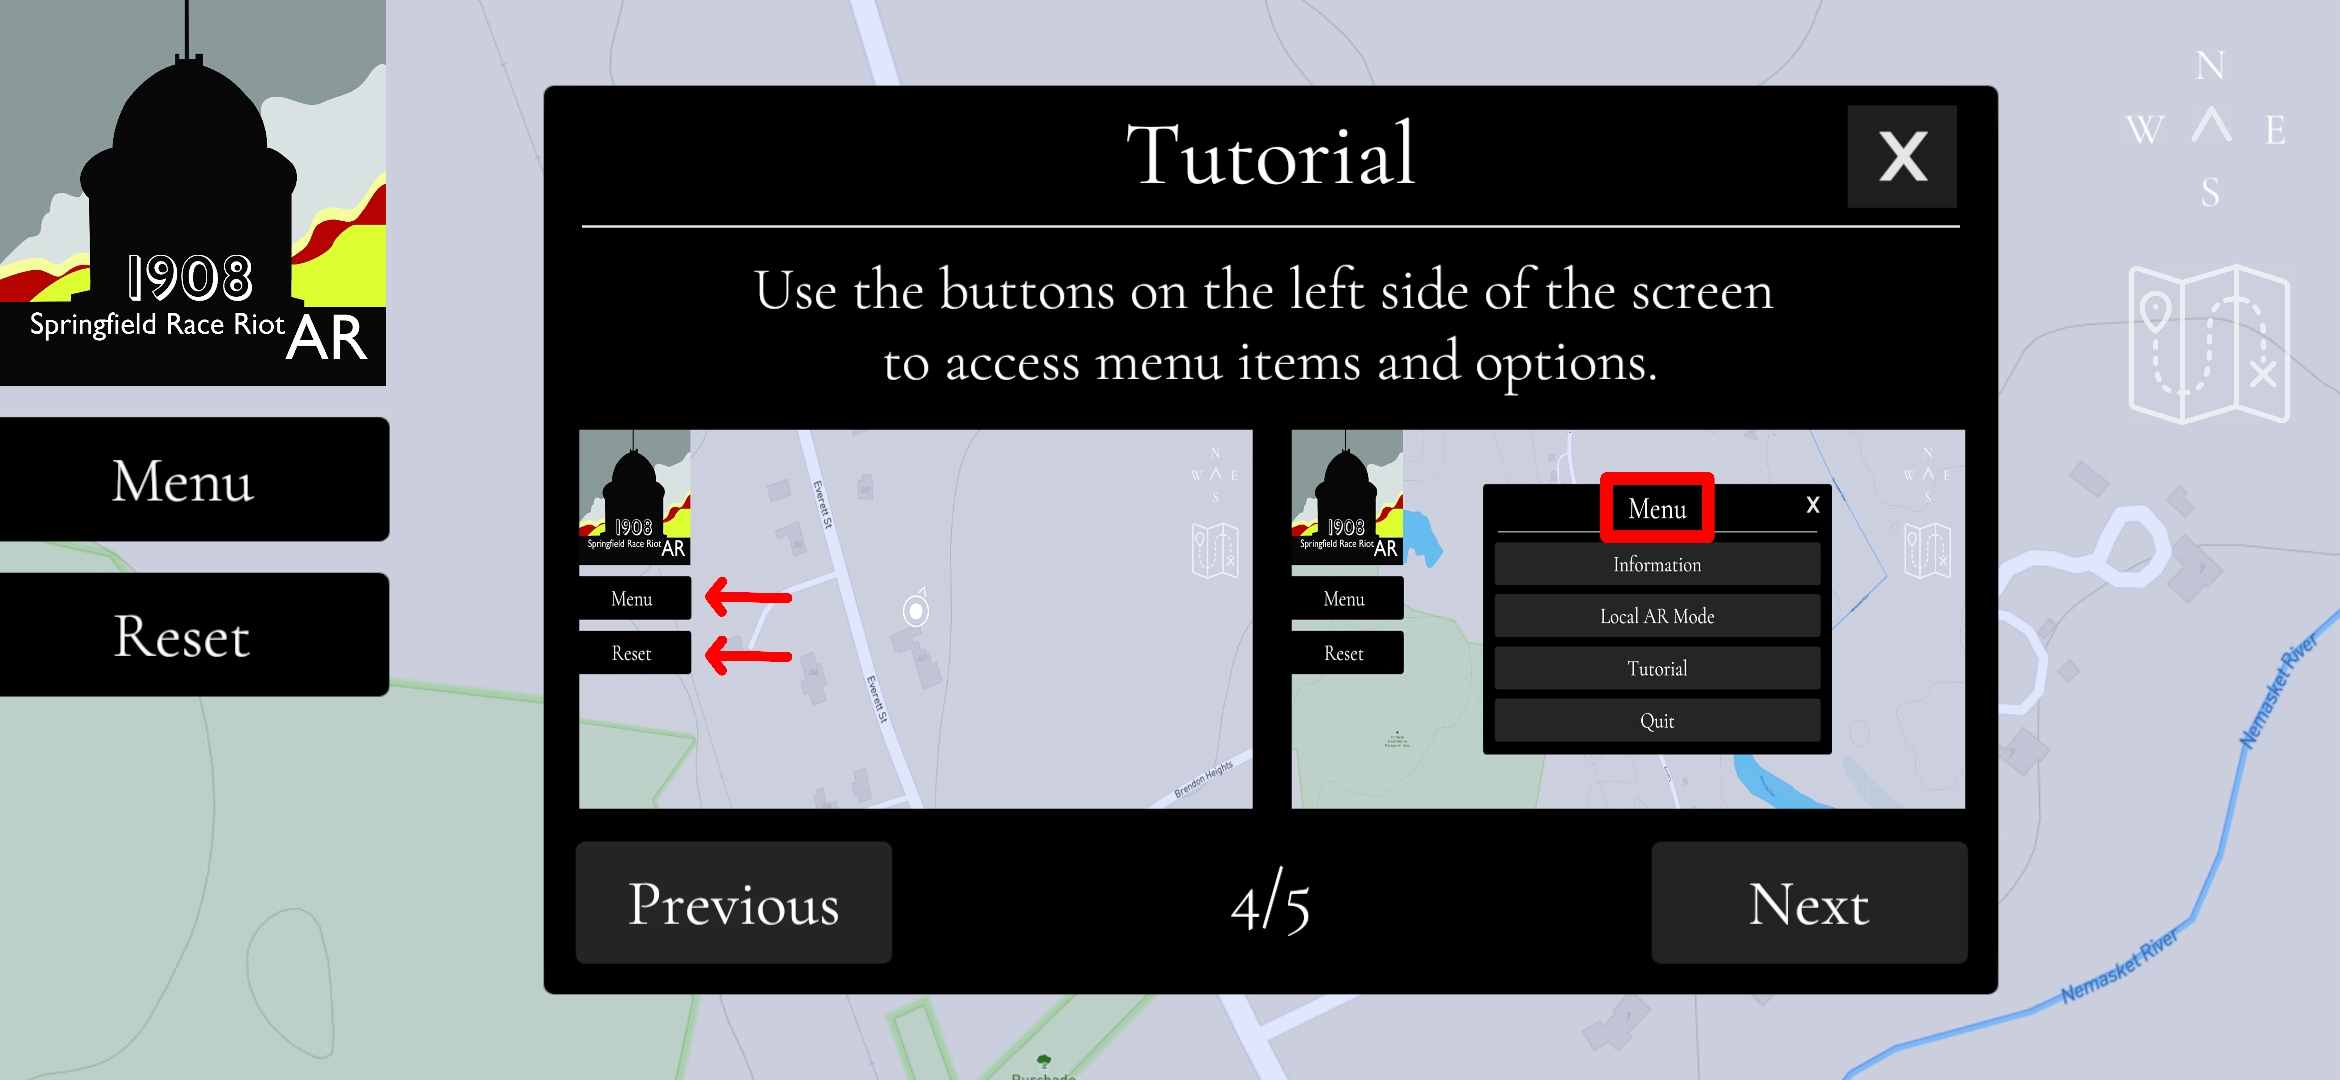 1908
Springfield Race Riot AR
Menu
Reset
Tutorial
X
Use the buttons on the left side of the screen
to access menu items and options.
1908
Springfield Race Riot AR
Menu
Reset
Everett St
Everett St
Brendon Heights
N
W E
S
1908
Springfield Race Riot AR
Menu
Reset
Menu
X
Information
Local AR Mode
Tutorial
Quit
N
W E
S
Previous
4/5
Next
N
W E
S
Nemasket River
Nemasket River